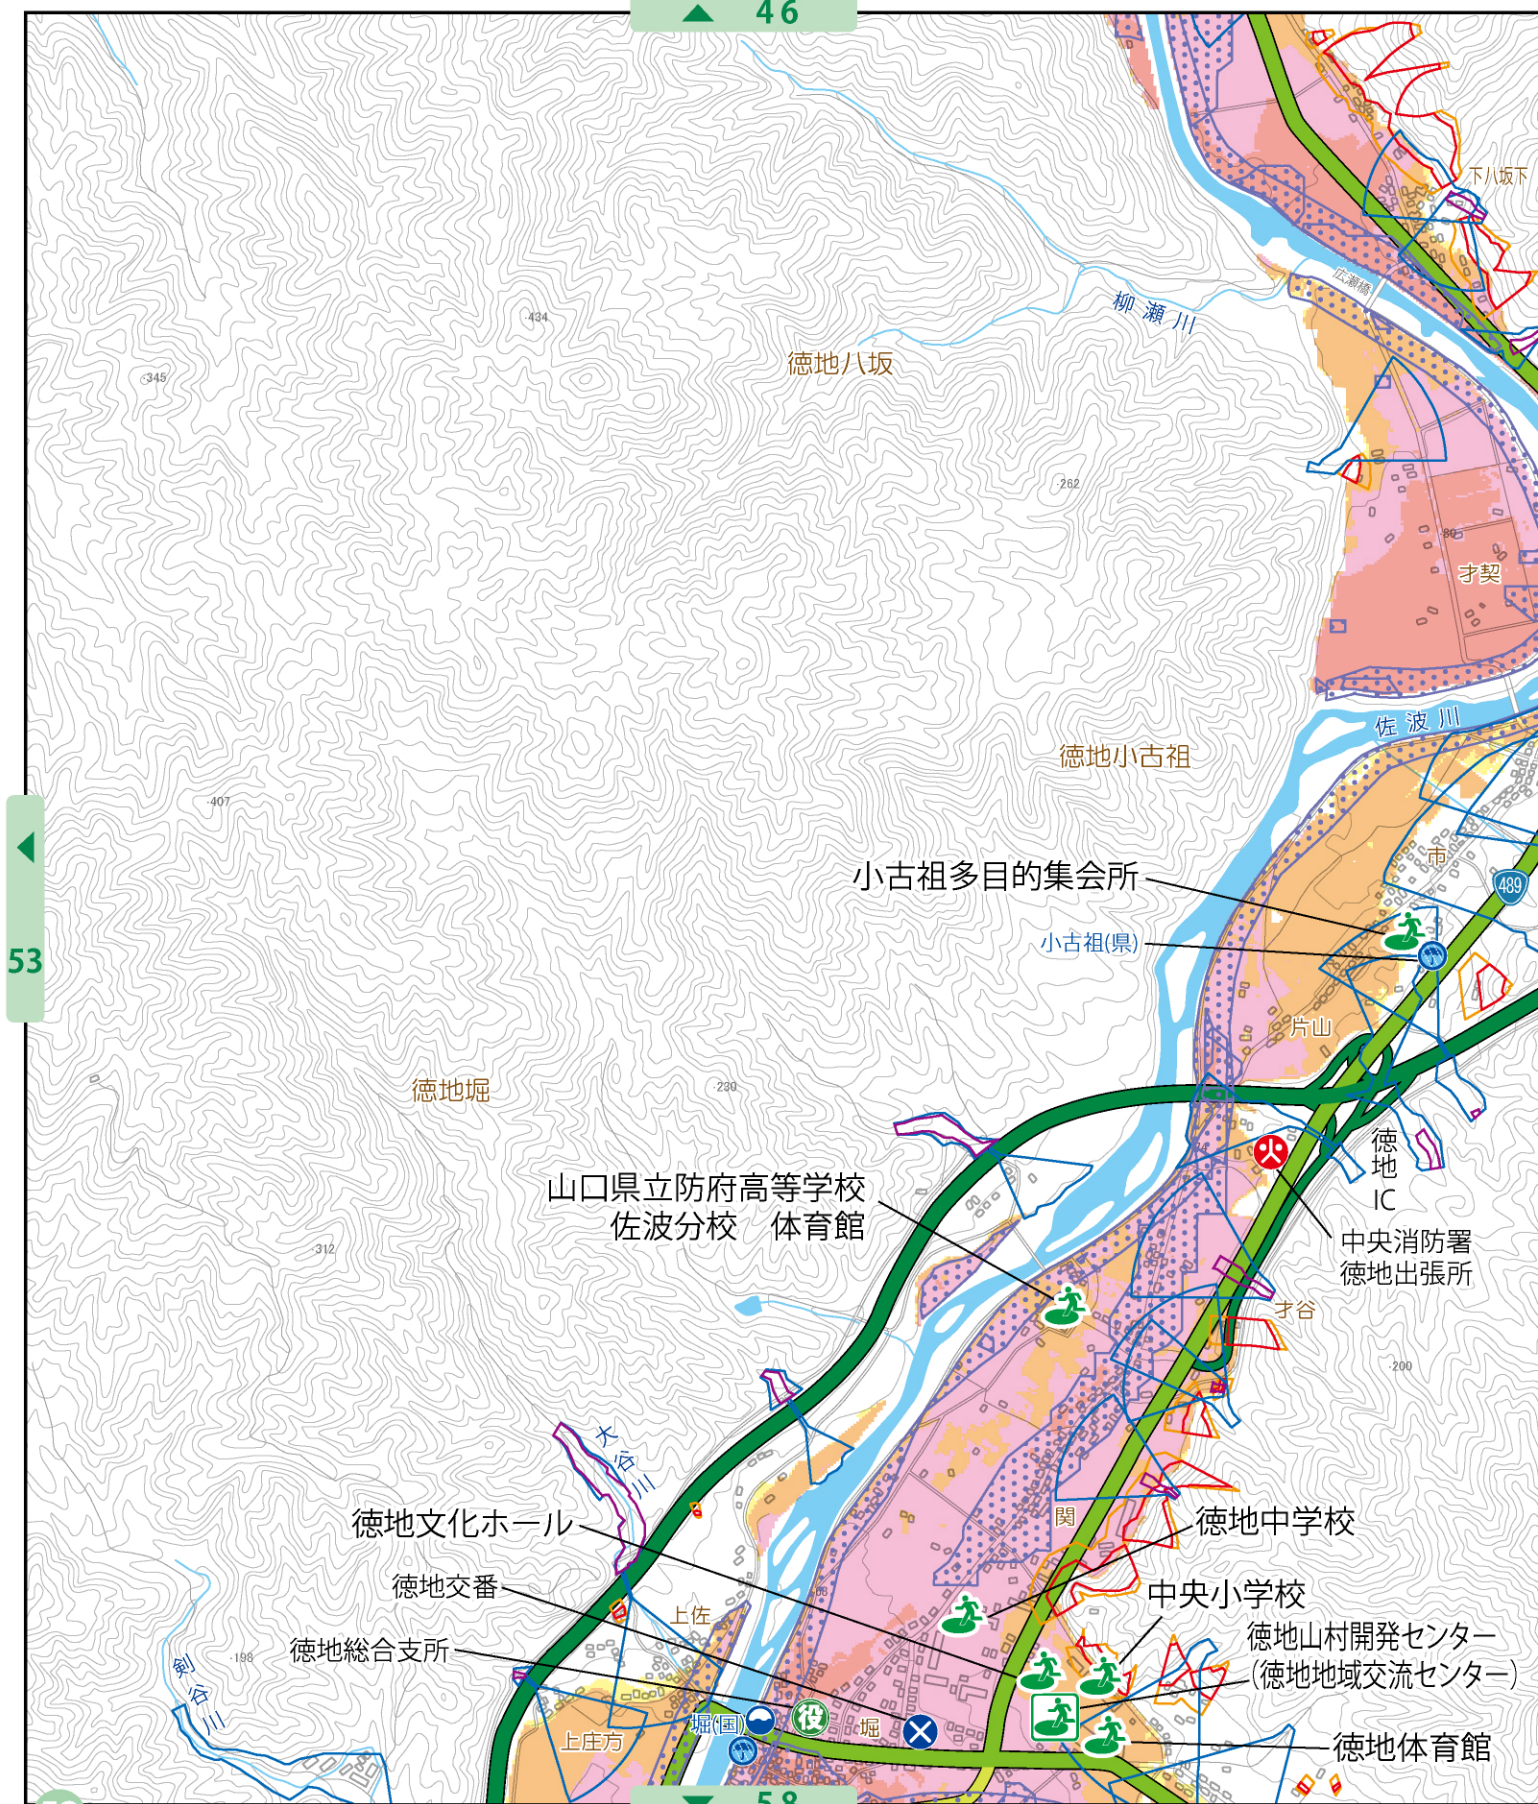 46
下八坂下
広瀬橋
柳瀬川
・434
徳地八坂
・345
・262
・80
才契
佐波川
徳地小古祖
・407
市
小古祖多目的集会所
489
小古祖(県)
53
片山
徳地堀
・230
徳地IC
山口県立防府高等学校
佐波分校　体育館
中央消防署
徳地出張所
・312
才谷
・200
大谷川
徳地文化ホール
関
徳地中学校
徳地交番
・68
中央小学校
上佐
徳地総合支所
徳地山村開発センター
(徳地地域交流センター)
・198
剣谷川
役
堀(国)
堀
上庄方
徳地体育館
58